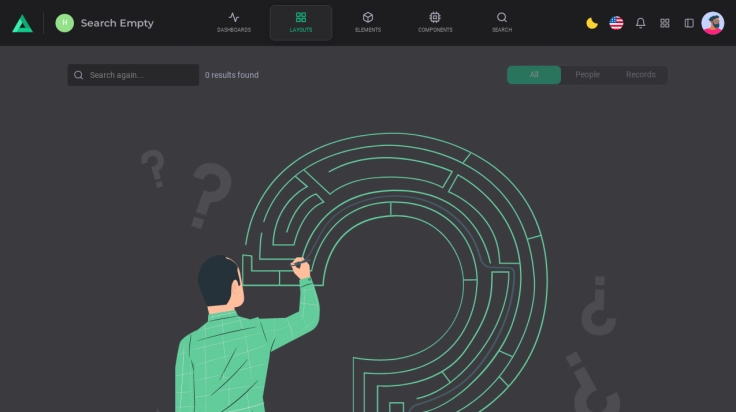 H
Search Empty
DASHBOARDS
LAYOUTS
ELEMENTS
COMPONENTS
SEARCH
Search again...
0 results found
All
People
Records